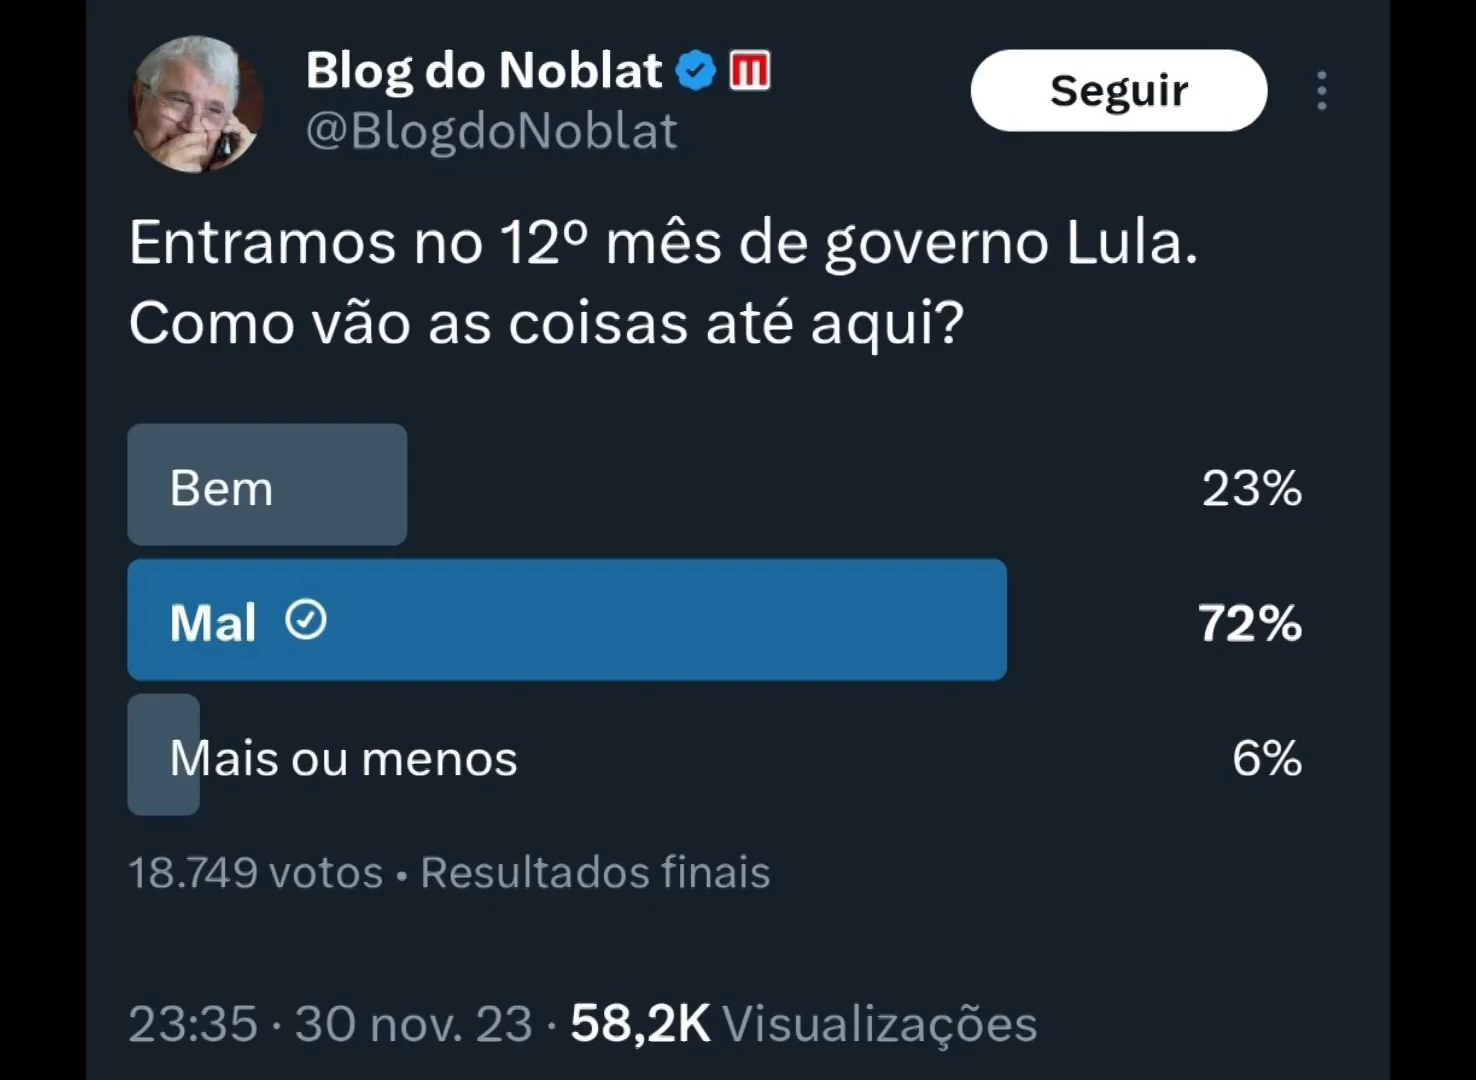 Blog do Noblat
Seguir
@BlogdoNoblat
Entramos no 12º mês de governo Lula.
Como vão as coisas até aqui?
Bem 23%
Mal 72%
Mais ou menos 6%
18.749 votos • Resultados finais
23:35 · 30 nov. 23 · 58,2K Visualizações